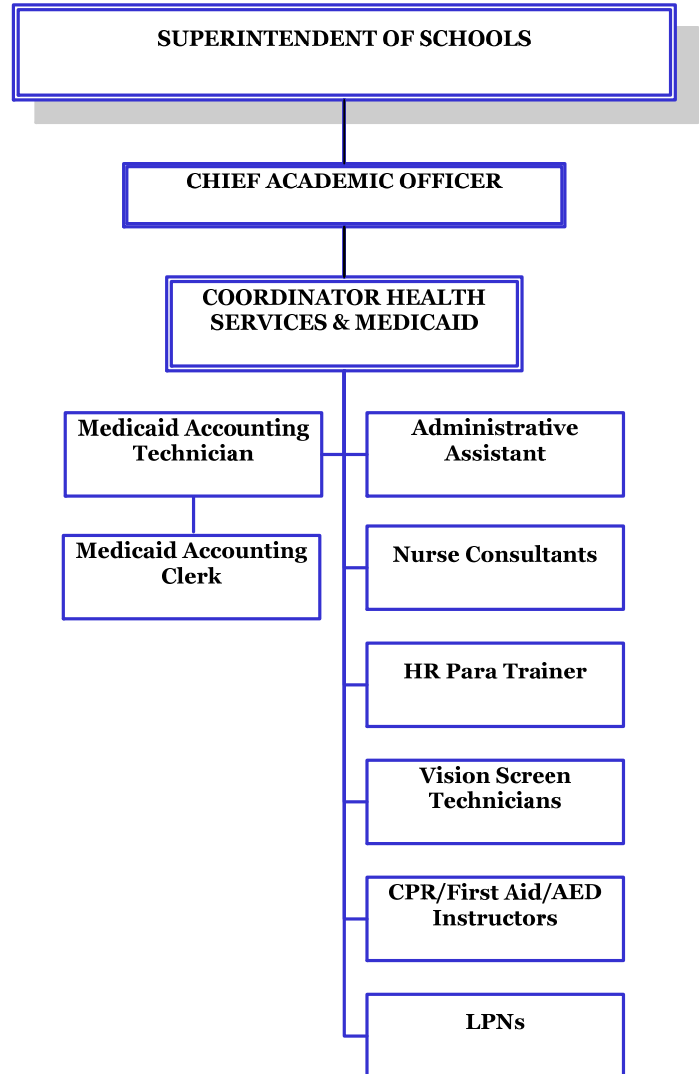 SUPERINTENDENT OF SCHOOLS
CHIEF ACADEMIC OFFICER
COORDINATOR HEALTH
SERVICES & MEDICAID
Medicaid Accounting
Technician
Administrative
Assistant
Medicaid Accounting
Clerk
Nurse Consultants
HR Para Trainer
Vision Screen
Technicians
CPR/First Aid/AED
Instructors
LPNs